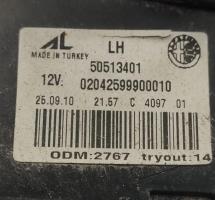 AL LH
MADE IN TURKEY
50513401
12V. 02042599900010
25.09.10 21.57 C 4097 01
ODM:2767 tryout:14